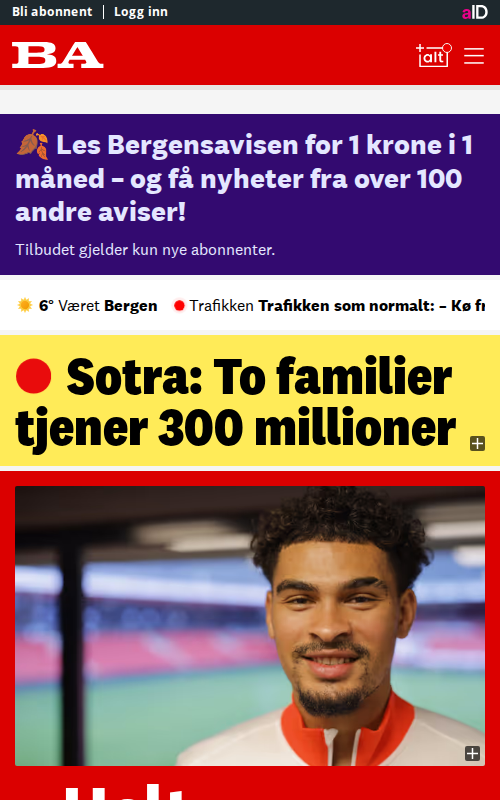 Bli abonnent | Logg inn
aID
BA
+alt
Les Bergensavisen for 1 krone i 1
måned – og få nyheter fra over 100
andre aviser!
Tilbudet gjelder kun nye abonnenter.
6° Været Bergen Trafikken Trafikken som normalt: – Kø fr
Sotra: To familier
tjener 300 millioner